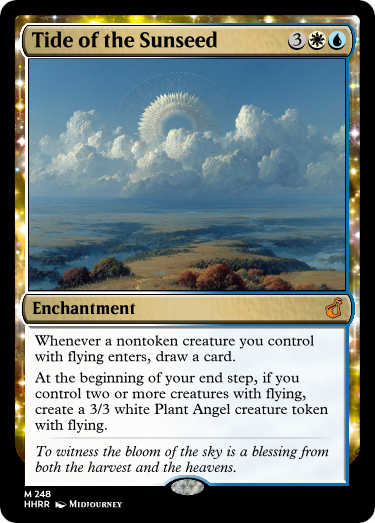 Tide of the Sunseed 3
Enchantment
Whenever a nontoken creature you control
with flying enters, draw a card.
At the beginning of your end step, if you
control two or more creatures with flying,
create a 3/3 white Plant Angel creature token
with flying.
To witness the bloom of the sky is a blessing from
both the harvest and the heavens.
M 248
HHRR MIDJOURNEY